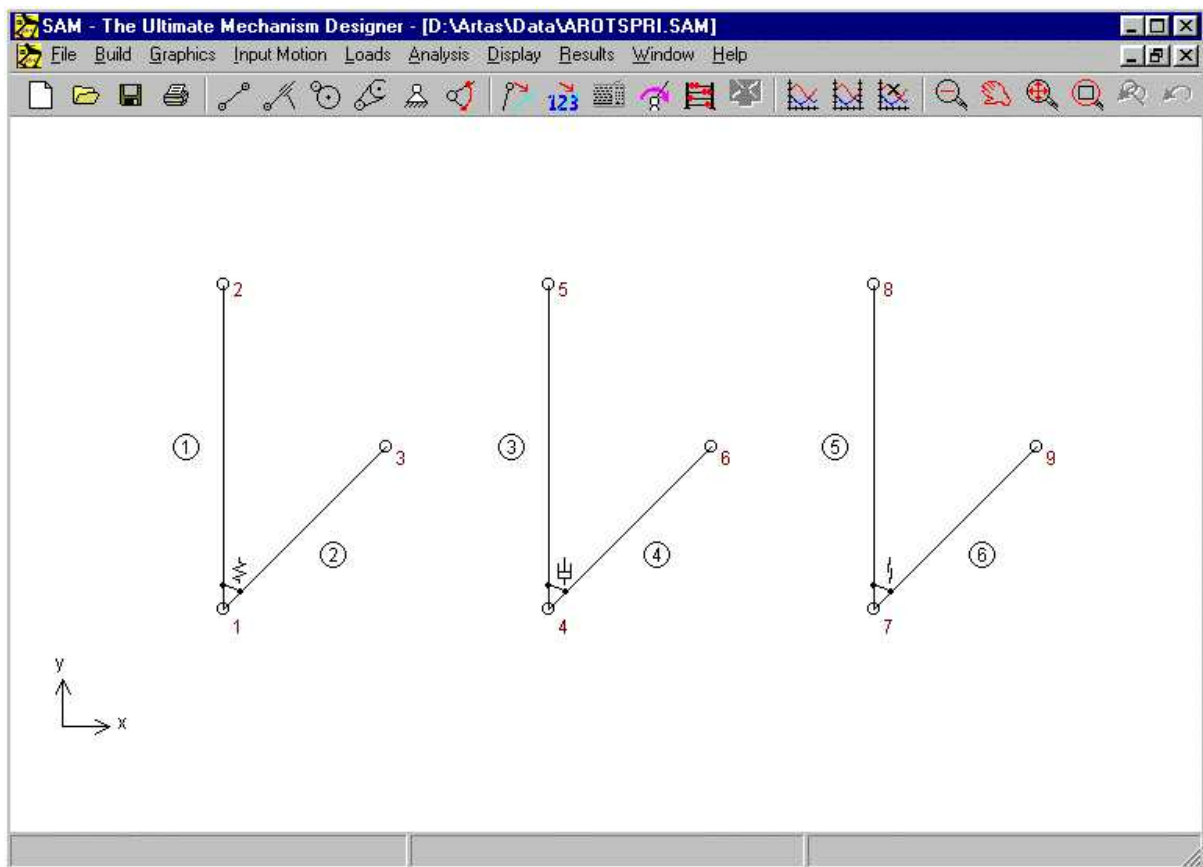 SAM - The Ultimate Mechanism Designer - [D:\Artas\Data\AROTSPRI.SAM]
File Build Graphics Input Motion Loads Analysis Display Results Window Help
123
2 5 8
1 3 3 6 5 9
2 4 6
1 4 7
y
x